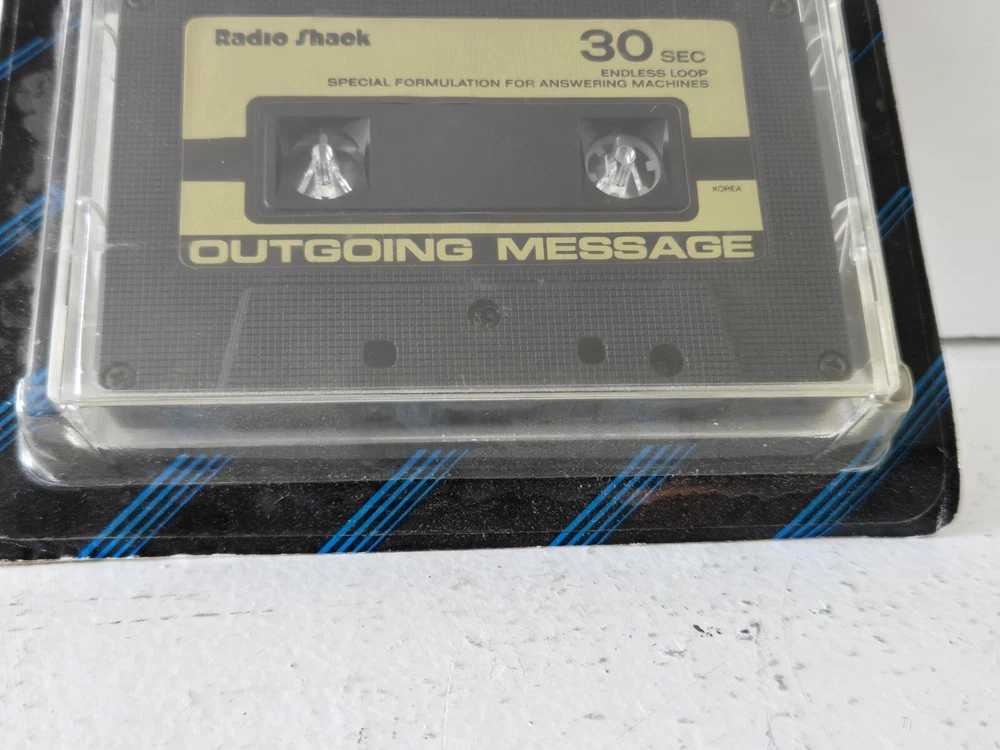 Radio Shack
30 SEC
ENDLESS LOOP
SPECIAL FORMULATION FOR ANSWERING MACHINES
KOREA
OUTGOING MESSAGE